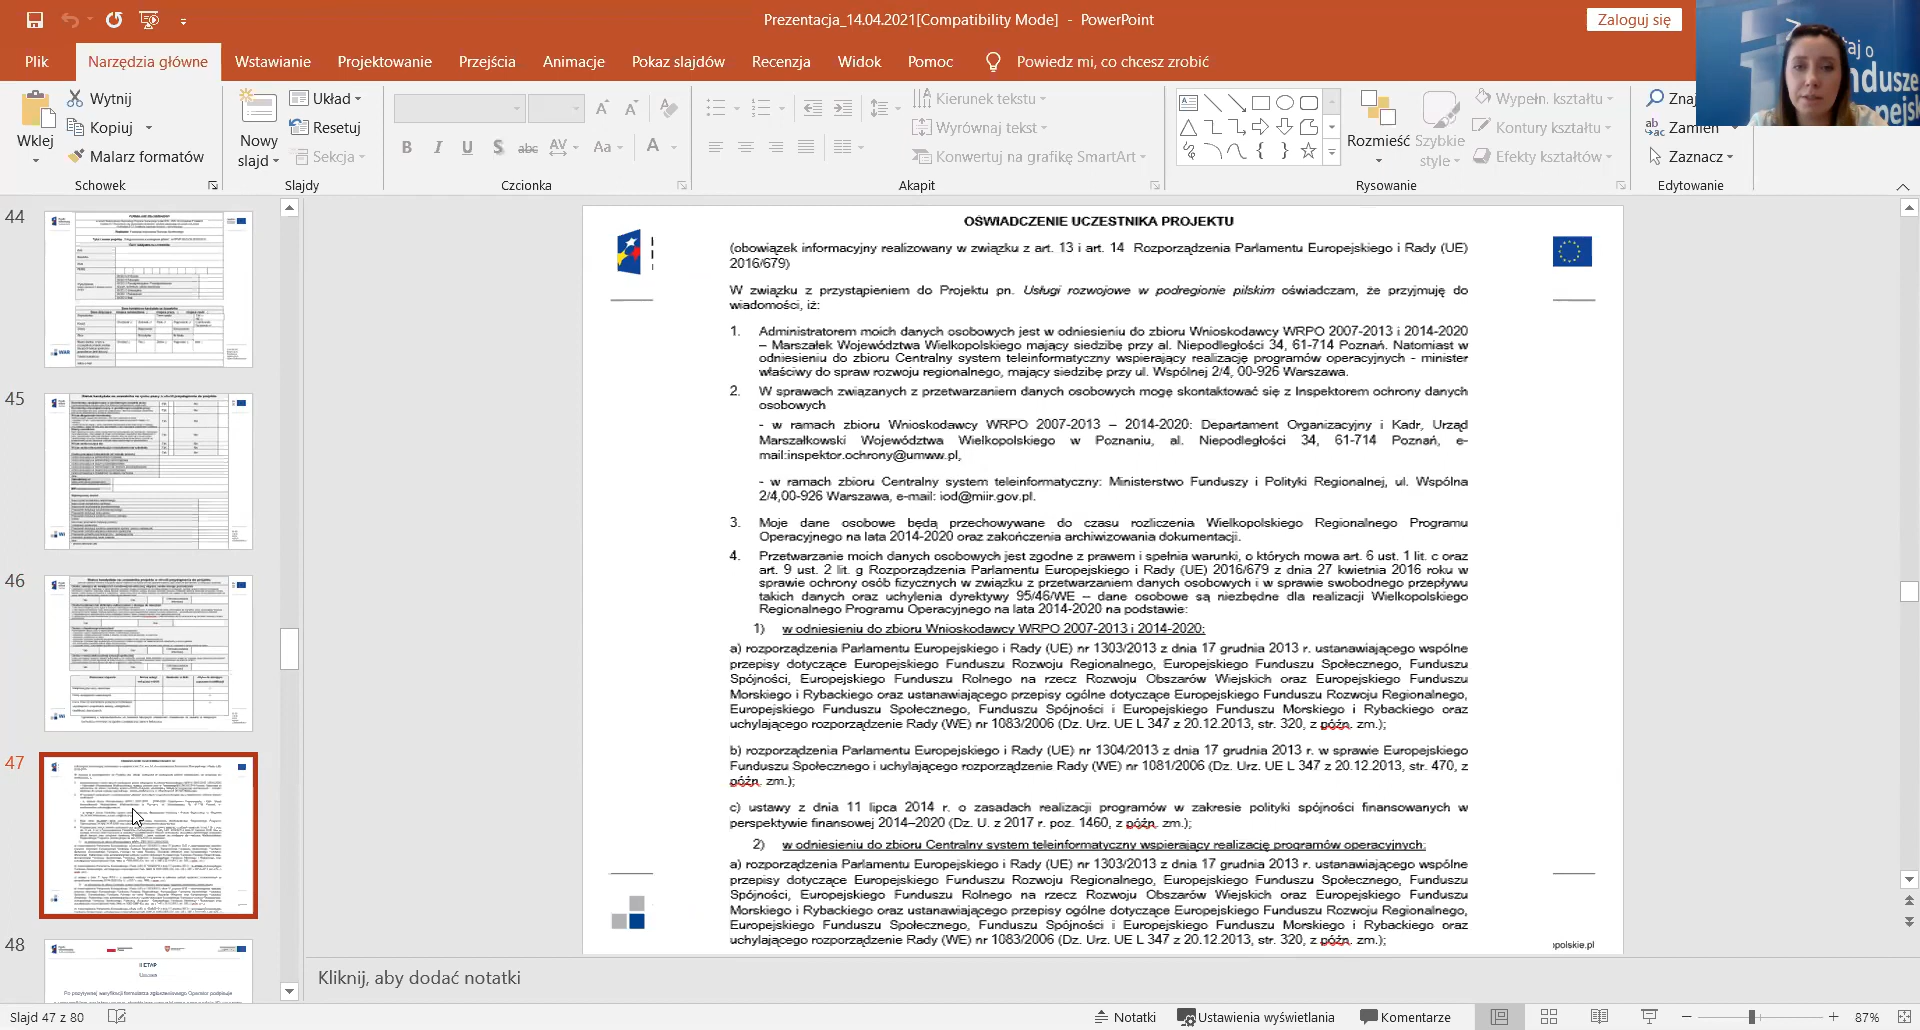 Prezentacja_14.04.2021[Compatibility Mode] - PowerPoint
Zaloguj się
Plik
Narzędzia główne
Wstawianie
Projektowanie
Przejścia
Animacje
Pokaz slajdów
Recenzja
Widok
Pomoc
Powiedz mi, co chcesz zrobić
Wklej
Wytnij
Kopiuj
Malarz formatów
Schowek
Nowy
slajd
Układ
Resetuj
Sekcja
Slajdy
Czcionka
Kierunek tekstu
Wyrównaj tekst
Konwertuj na grafikę SmartArt
Akapit
Rozmieść
Szybkie
style
Wypełn. kształtu
Kontury kształtu
Efekty kształtów
Rysowanie
Znaj
Zamień
Zaznacz
Edytowanie
44
45
46
47
48
II ETAP
OŚWIADCZENIE UCZESTNIKA PROJEKTU
(obowiązek informacyjny realizowany w związku z art. 13 i art. 14 Rozporządzenia Parlamentu Europejskiego i Rady (UE)
2016/679)
W związku z przystąpieniem do Projektu pn. Usługi rozwojowe w podregionie pilskim oświadczam, że przyjmuję do
wiadomości, iż:
1. Administratorem moich danych osobowych jest w odniesieniu do zbioru Wnioskodawcy WRPO 2007-2013 i 2014-2020
– Marszałek Województwa Wielkopolskiego mający siedzibę przy al. Niepodległości 34, 61-714 Poznań. Natomiast w
odniesieniu do zbioru Centralny system teleinformatyczny wspierający realizację programów operacyjnych - minister
właściwy do spraw rozwoju regionalnego, mający siedzibę przy ul. Wspólnej 2/4, 00-926 Warszawa.
2. W sprawach związanych z przetwarzaniem danych osobowych mogę skontaktować się z Inspektorem ochrony danych
osobowych
- w ramach zbioru Wnioskodawcy WRPO 2007-2013 – 2014-2020: Departament Organizacyjny i Kadr, Urząd
Marszałkowski Województwa Wielkopolskiego w Poznaniu, al. Niepodległości 34, 61-714 Poznań, e-
mail:inspektor.ochrony@umww.pl,
- w ramach zbioru Centralny system teleinformatyczny: Ministerstwo Funduszy i Polityki Regionalnej, ul. Wspólna
2/4,00-926 Warszawa, e-mail: iod@miir.gov.pl.
3. Moje dane osobowe będą przechowywane do czasu rozliczenia Wielkopolskiego Regionalnego Programu
Operacyjnego na lata 2014-2020 oraz zakończenia archiwizowania dokumentacji.
4. Przetwarzanie moich danych osobowych jest zgodne z prawem i spełnia warunki, o których mowa art. 6 ust. 1 lit. c oraz
art. 9 ust. 2 lit. g Rozporządzenia Parlamentu Europejskiego i Rady (UE) 2016/679 z dnia 27 kwietnia 2016 roku w
sprawie ochrony osób fizycznych w związku z przetwarzaniem danych osobowych i w sprawie swobodnego przepływu
takich danych oraz uchylenia dyrektywy 95/46/WE – dane osobowe są niezbędne dla realizacji Wielkopolskiego
Regionalnego Programu Operacyjnego na lata 2014-2020 na podstawie:
1) w odniesieniu do zbioru Wnioskodawcy WRPO 2007-2013 i 2014-2020:
a) rozporządzenia Parlamentu Europejskiego i Rady (UE) nr 1303/2013 z dnia 17 grudnia 2013 r. ustanawiającego wspólne
przepisy dotyczące Europejskiego Funduszu Rozwoju Regionalnego, Europejskiego Funduszu Społecznego, Funduszu
Spójności, Europejskiego Funduszu Rolnego na rzecz Rozwoju Obszarów Wiejskich oraz Europejskiego Funduszu
Morskiego i Rybackiego oraz ustanawiającego przepisy ogólne dotyczące Europejskiego Funduszu Rozwoju Regionalnego,
Europejskiego Funduszu Społecznego, Funduszu Spójności i Europejskiego Funduszu Morskiego i Rybackiego oraz
uchylającego rozporządzenie Rady (WE) nr 1083/2006 (Dz. Urz. UE L 347 z 20.12.2013, str. 320, z późn. zm.);
b) rozporządzenia Parlamentu Europejskiego i Rady (UE) nr 1304/2013 z dnia 17 grudnia 2013 r. w sprawie Europejskiego
Funduszu Społecznego i uchylającego rozporządzenie Rady (WE) nr 1081/2006 (Dz. Urz. UE L 347 z 20.12.2013, str. 470, z
późn. zm.);
c) ustawy z dnia 11 lipca 2014 r. o zasadach realizacji programów w zakresie polityki spójności finansowanych w
perspektywie finansowej 2014–2020 (Dz. U. z 2017 r. poz. 1460, z późn. zm.);
2) w odniesieniu do zbioru Centralny system teleinformatyczny wspierający realizację programów operacyjnych:
a) rozporządzenia Parlamentu Europejskiego i Rady (UE) nr 1303/2013 z dnia 17 grudnia 2013 r. ustanawiającego wspólne
przepisy dotyczące Europejskiego Funduszu Rozwoju Regionalnego, Europejskiego Funduszu Społecznego, Funduszu
Spójności, Europejskiego Funduszu Rolnego na rzecz Rozwoju Obszarów Wiejskich oraz Europejskiego Funduszu
Morskiego i Rybackiego oraz ustanawiającego przepisy ogólne dotyczące Europejskiego Funduszu Rozwoju Regionalnego,
Europejskiego Funduszu Społecznego, Funduszu Spójności i Europejskiego Funduszu Morskiego i Rybackiego oraz
uchylającego rozporządzenie Rady (WE) nr 1083/2006 (Dz. Urz. UE L 347 z 20.12.2013, str. 320, z późn. zm.);
opolskie.pl
Kliknij, aby dodać notatki
Slajd 47 z 80
Notatki
Ustawienia wyświetlania
Komentarze
87%